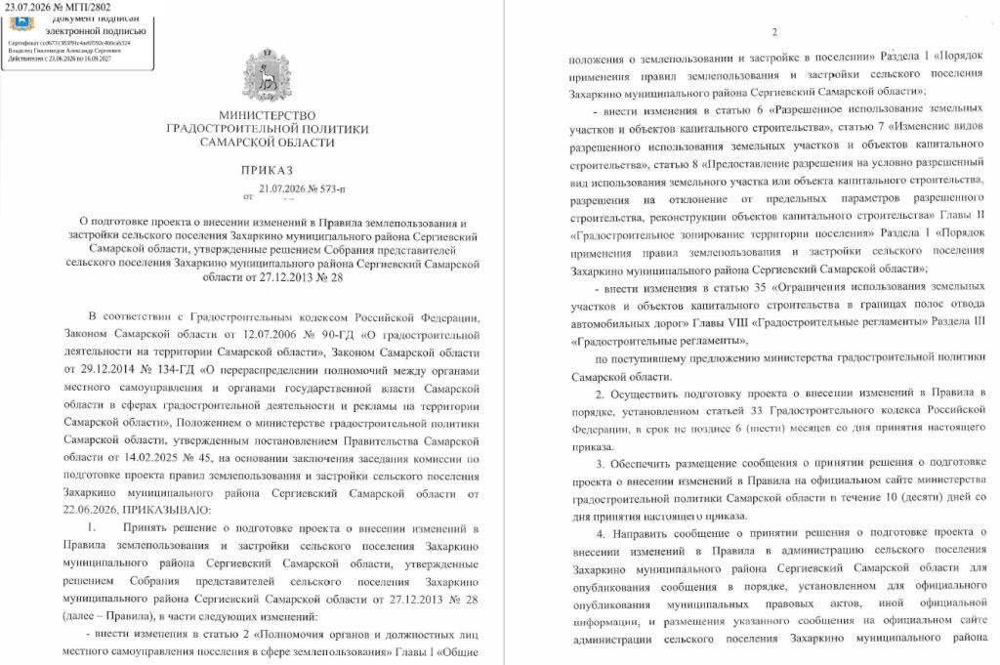 23.07.2026 № МГП/2802
Документ подписан
электронной подписью
Владелец Гниломедов Александр Сергеевич
Действителен с 23.06.2026 по 16.09.2027
МИНИСТЕРСТВО
ГРАДОСТРОИТЕЛЬНОЙ ПОЛИТИКИ
САМАРСКОЙ ОБЛАСТИ
ПРИКАЗ
от 21.07.2026 № 573-п
О подготовке проекта о внесении изменений в Правила землепользования и
застройки сельского поселения Захаркино муниципального района Сергиевский
Самарской области, утвержденные решением Собрания представителей
сельского поселения Захаркино муниципального района Сергиевский Самарской
области от 27.12.2013 № 28
В соответствии с Градостроительным кодексом Российской Федерации,
Законом Самарской области от 12.07.2006 № 90-ГД «О градостроительной
деятельности на территории Самарской области», Законом Самарской области
от 29.12.2014 № 134-ГД «О перераспределении полномочий между органами
местного самоуправления и органами государственной власти Самарской
области в сферах градостроительной деятельности и рекламы на территории
Самарской области», Положением о министерстве градостроительной политики
Самарской области, утвержденным постановлением Правительства Самарской
области от 14.02.2025 № 45, на основании заключения заседания комиссии по
подготовке проекта правил землепользования и застройки сельского поселения
Захаркино муниципального района Сергиевский Самарской области от
22.06.2026, ПРИКАЗЫВАЮ:
1. Принять решение о подготовке проекта о внесении изменений в
Правила землепользования и застройки сельского поселения Захаркино
муниципального района Сергиевский Самарской области, утвержденные
решением Собрания представителей сельского поселения Захаркино
муниципального района Сергиевский Самарской области от 27.12.2013 № 28
(далее – Правила), в части следующих изменений:
- внести изменения в статью 2 «Полномочия органов и должностных лиц
местного самоуправления поселения в сфере землепользования» Главы I «Общие
2
положения о землепользовании и застройке в поселении» Раздела I «Порядок
применения правил землепользования и застройки сельского поселения
Захаркино муниципального района Сергиевский Самарской области»;
- внести изменения в статью 6 «Разрешенное использование земельных
участков и объектов капитального строительства», статью 7 «Изменение видов
разрешенного использования земельных участков и объектов капитального
строительства», статью 8 «Предоставление разрешения на условно разрешенный
вид использования земельного участка или объекта капитального строительства,
разрешения на отклонение от предельных параметров разрешенного
строительства, реконструкции объектов капитального строительства» Главы II
«Градостроительное зонирование территории поселения» Раздела I «Порядок
применения правил землепользования и застройки сельского поселения
Захаркино муниципального района Сергиевский Самарской области»;
- внести изменения в статью 35 «Ограничения использования земельных
участков и объектов капитального строительства в границах полос отвода
автомобильных дорог» Главы VIII «Градостроительные регламенты» Раздела III
«Градостроительные регламенты»,
по поступившему предложению министерства градостроительной политики
Самарской области.
2. Осуществить подготовку проекта о внесении изменений в Правила в
порядке, установленном статьей 33 Градостроительного кодекса Российской
Федерации, в срок не позднее 6 (шести) месяцев со дня принятия настоящего
приказа.
3. Обеспечить размещение сообщения о принятии решения о подготовке
проекта о внесении изменений в Правила на официальном сайте министерства
градостроительной политики Самарской области в течение 10 (десяти) дней со
дня принятия настоящего приказа.
4. Направить сообщение о принятии решения о подготовке проекта о
внесении изменений в Правила в администрацию сельского поселения
Захаркино муниципального района Сергиевский Самарской области для
опубликования сообщения в порядке, установленном для официального
опубликования муниципальных правовых актов, иной официальной
информации, и размещения указанного сообщения на официальном сайте
администрации сельского поселения Захаркино муниципального района